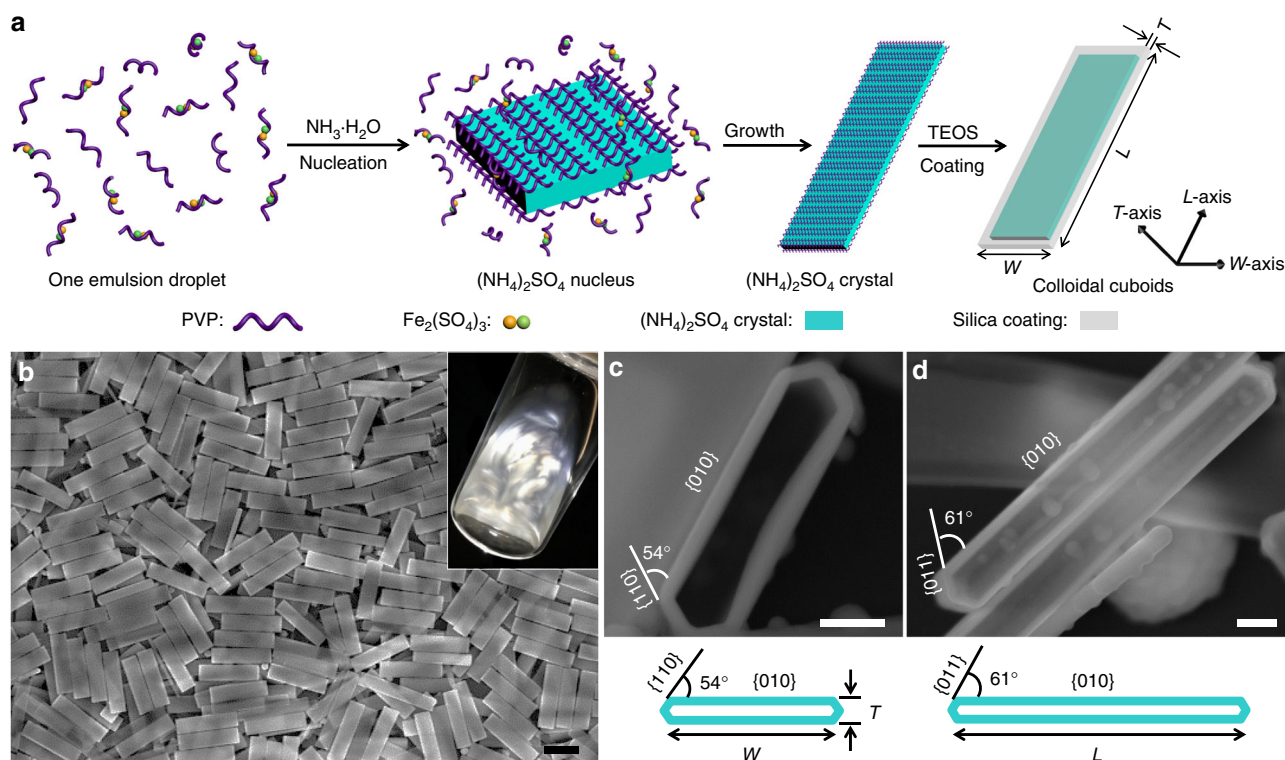 a
NH₃·H₂O
Nucleation
Growth
TEOS
Coating
T
L
W
L-axis
T-axis
W-axis
One emulsion droplet
(NH₄)₂SO₄ nucleus
(NH₄)₂SO₄ crystal
Colloidal cuboids
PVP:
Fe₂(SO₄)₃:
(NH₄)₂SO₄ crystal:
Silica coating:
b
c
{010}
54°
{110}
d
{010}
61°
{011}
{110}
54°
{010}
T
W
{011}
61°
{010}
L